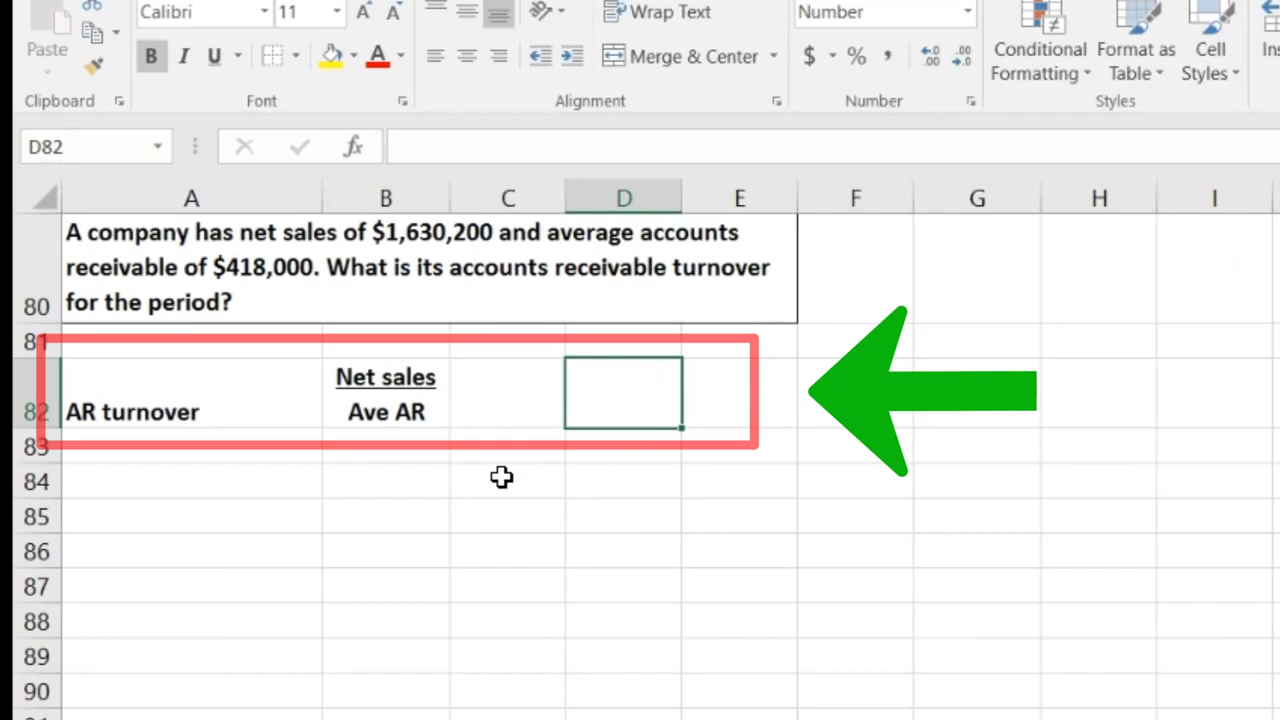 Calibri 11 A A Wrap Text Number
Paste B I U A Merge & Center $ % , Conditional Formatting Format as Table Cell Styles
Clipboard Font Alignment Number Styles
D82 fx
A B C D E F G H I
A company has net sales of $1,630,200 and average accounts
receivable of $418,000. What is its accounts receivable turnover
80 for the period?
81
Net sales
82 AR turnover Ave AR
83
84
85
86
87
88
89
90